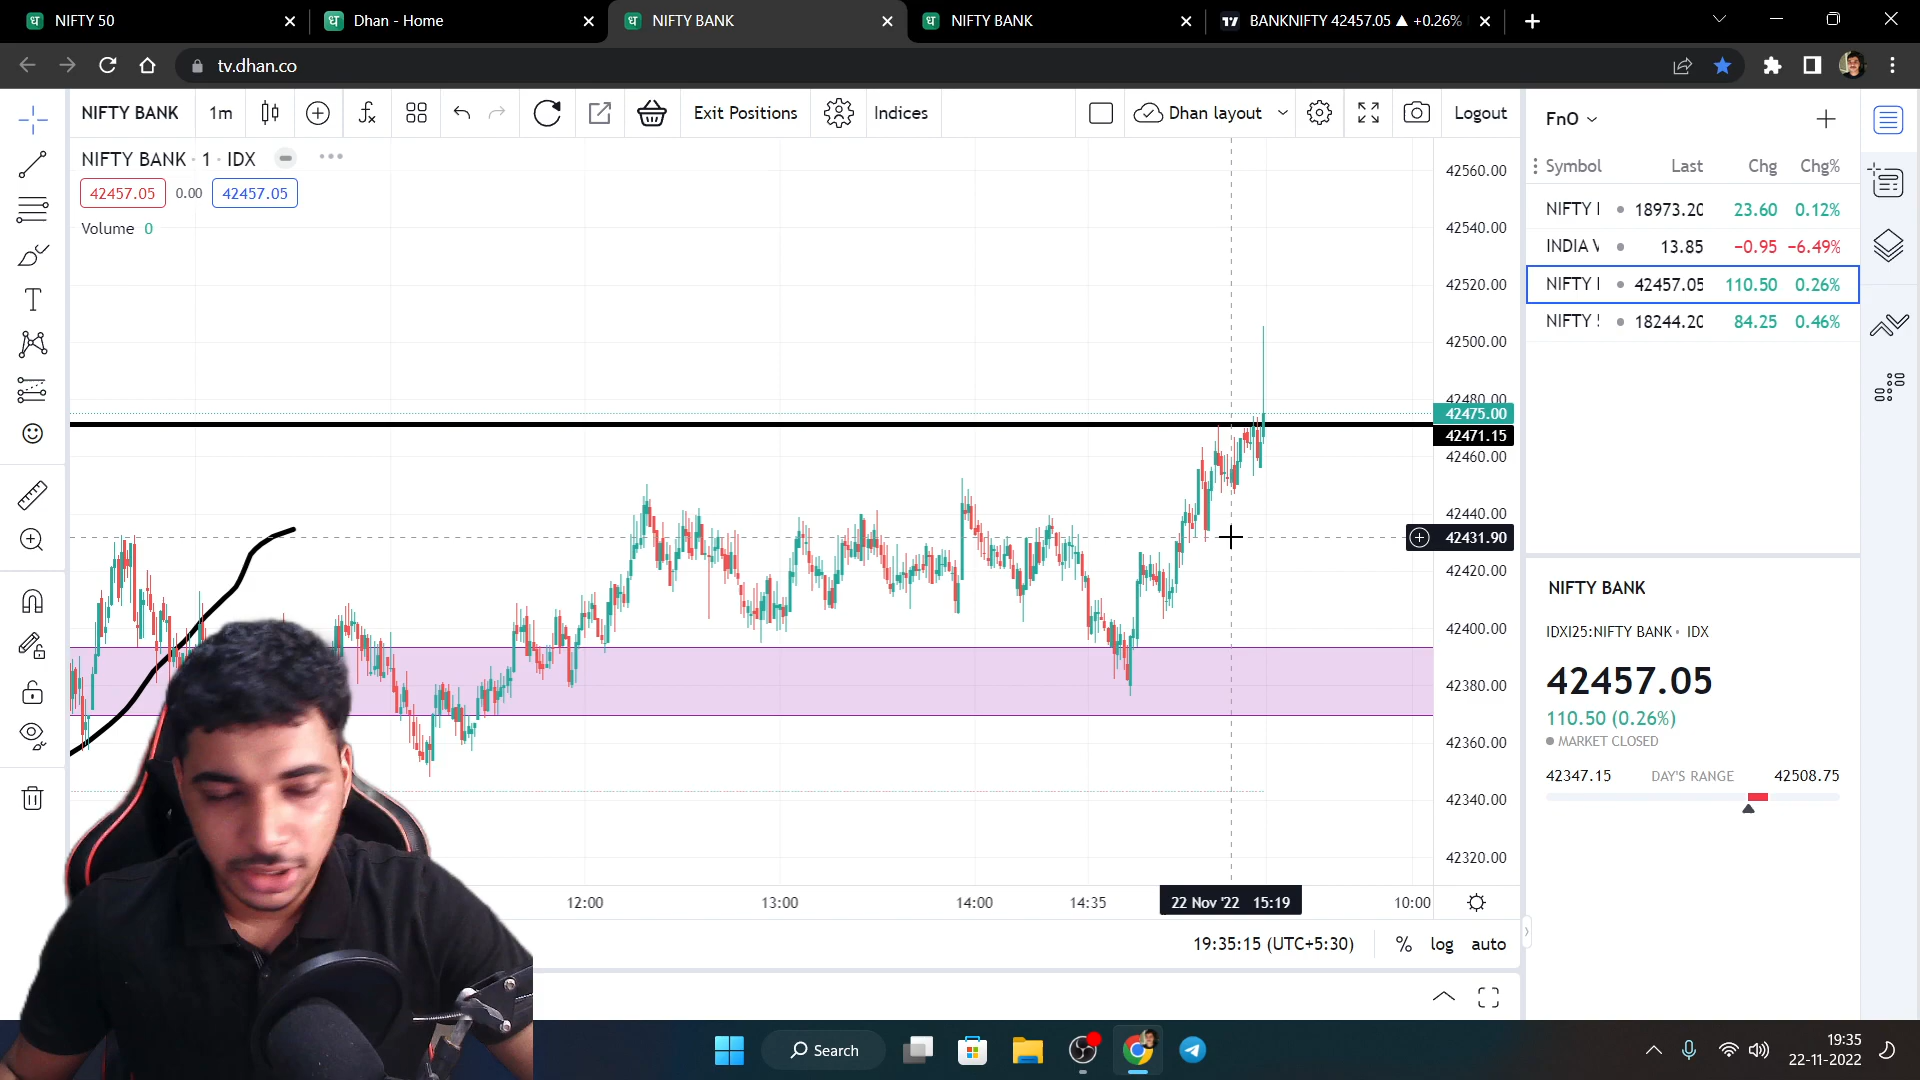 NIFTY 50
Dhan - Home
NIFTY BANK
NIFTY BANK
BANKNIFTY 42457.05 ▲ +0.26%
tv.dhan.co
NIFTY BANK 1m Exit Positions Indices Dhan layout Logout
NIFTY BANK · 1 · IDX
42457.05 0.00 42457.05
Volume 0
42560.00
42540.00
42520.00
42500.00
42480.00
42475.00
42471.15
42460.00
42440.00
42431.90
42420.00
42400.00
42380.00
42360.00
42340.00
42320.00
12:00 13:00 14:00 14:35 22 Nov '22 15:19 10:00
19:35:15 (UTC+5:30) % log auto
FnO
Symbol Last Chg Chg%
NIFTY 18973.20 23.60 0.12%
INDIA 13.85 −0.95 −6.49%
NIFTY 42457.05 110.50 0.26%
NIFTY 18244.20 84.25 0.46%
NIFTY BANK
IDXI25:NIFTY BANK · IDX
42457.05
110.50 (0.26%)
MARKET CLOSED
42347.15 DAY'S RANGE 42508.75
Search
19:35
22-11-2022